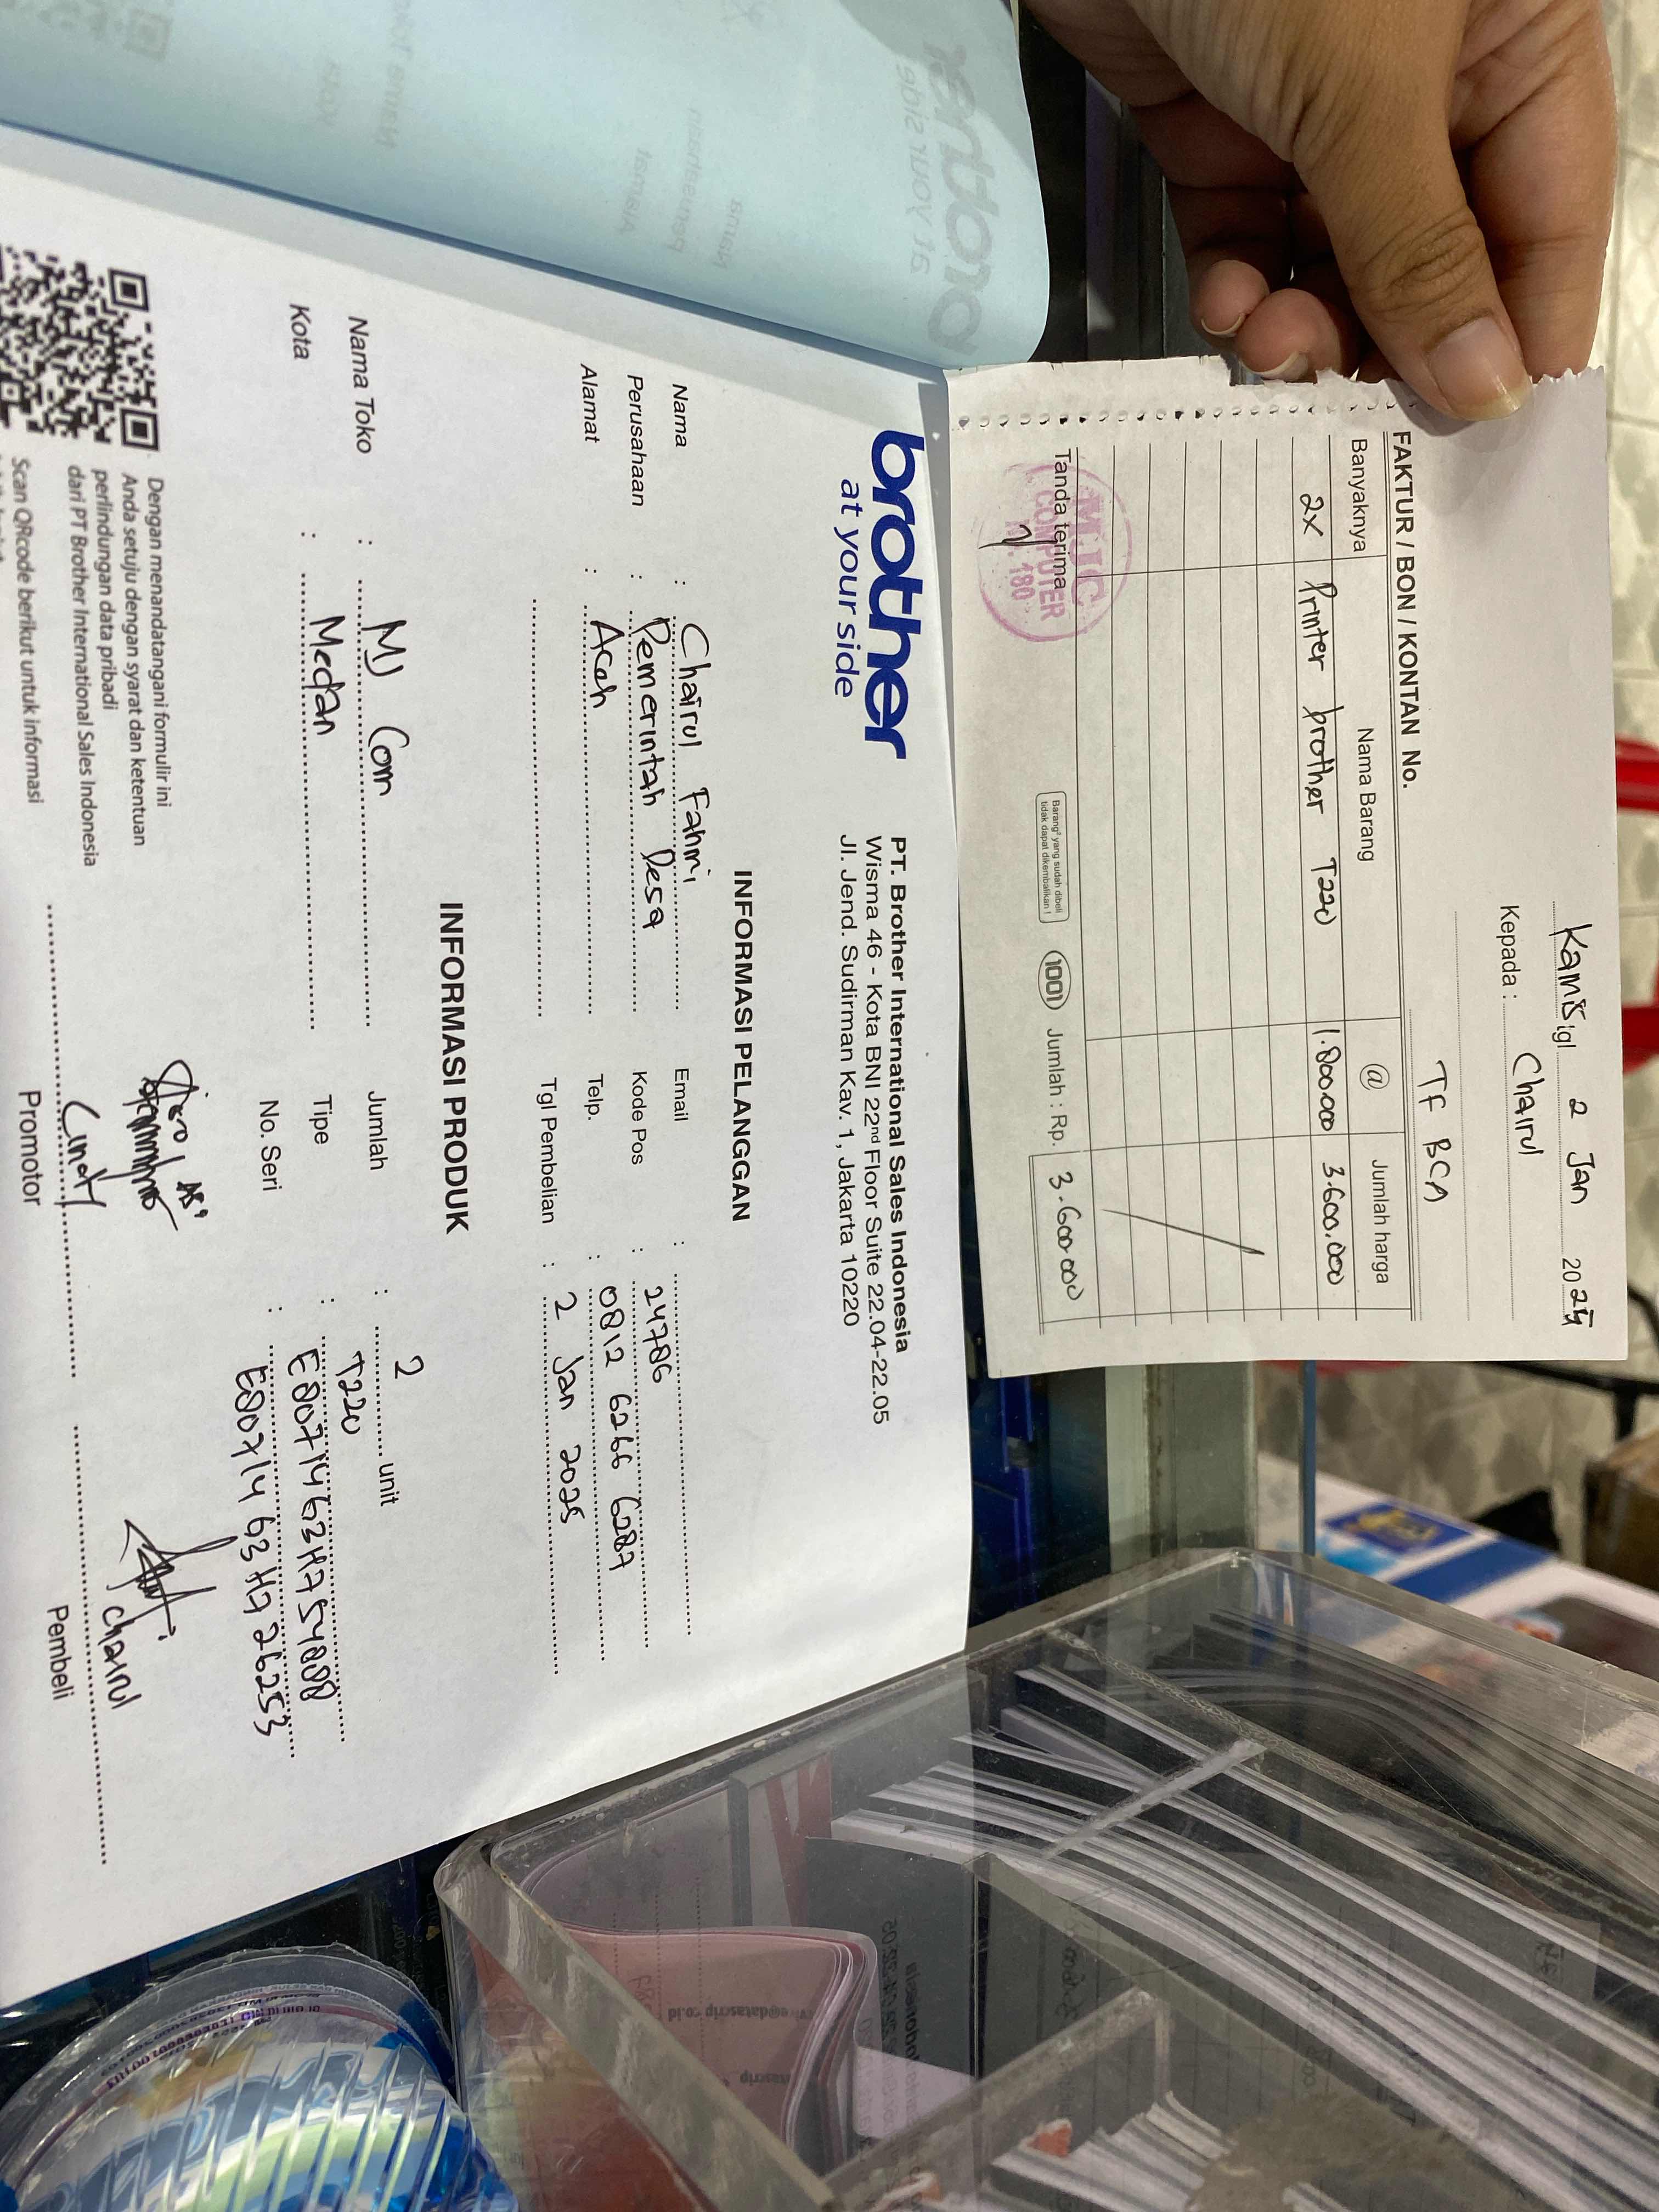 Kamis tgl 2 Jan 2025
Kepada : Chairul
TF BCA
FAKTUR / BON / KONTAN No.
Banyaknya Nama Barang @ Jumlah harga
2x Printer brother T220 1.800.000 3.600.000
Tanda terima
MJC
COMPUTER
180
Barang² yang sudah dibeli
tidak dapat dikembalikan !
1001 Jumlah : Rp. 3.600.000
brother
at your side
PT. Brother International Sales Indonesia
Wisma 46 - Kota BNI 22nd Floor Suite 22.04-22.05
Jl. Jend. Sudirman Kav. 1, Jakarta 10220
INFORMASI PELANGGAN
Nama : Chairul Fahmi Email :
Perusahaan : Pemerintah Desa Kode Pos : 24786
Alamat : Aceh Telp. : 0812 6266 6287
Tgl Pembelian : 2 Jan 2025
INFORMASI PRODUK
Nama Toko : MJ Com Jumlah : 2 unit
Kota : Medan Tipe : T220
E80714G3H754888
No. Seri : E80714G3H726253
Dengan menandatangani formulir ini
Anda setuju dengan syarat dan ketentuan
perlindungan data pribadi
dari PT Brother International Sales Indonesia
Scan QRcode berikut untuk informasi
Cindy
Promotor
Chairul
Pembeli